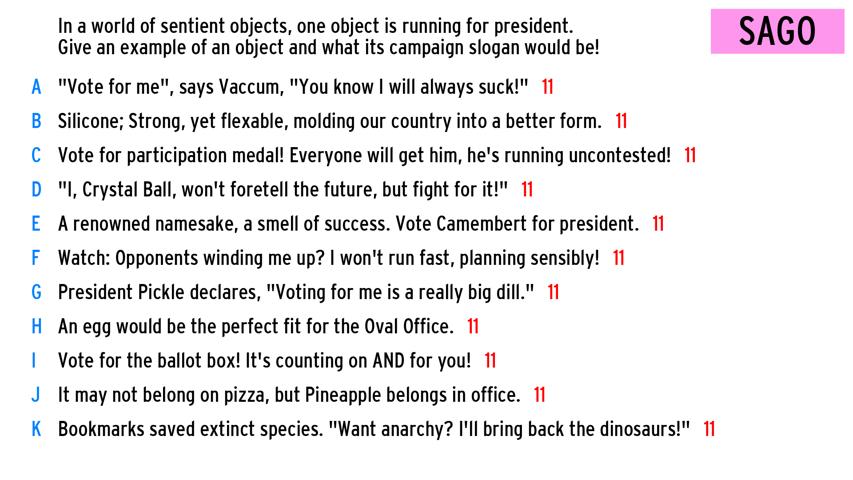 In a world of sentient objects, one object is running for president.
Give an example of an object and what its campaign slogan would be!
SAGO
A "Vote for me", says Vaccum, "You know I will always suck!" 11
B Silicone; Strong, yet flexable, molding our country into a better form. 11
C Vote for participation medal! Everyone will get him, he's running uncontested! 11
D "I, Crystal Ball, won't foretell the future, but fight for it!" 11
E A renowned namesake, a smell of success. Vote Camembert for president. 11
F Watch: Opponents winding me up? I won't run fast, planning sensibly! 11
G President Pickle declares, "Voting for me is a really big dill." 11
H An egg would be the perfect fit for the Oval Office. 11
I Vote for the ballot box! It's counting on AND for you! 11
J It may not belong on pizza, but Pineapple belongs in office. 11
K Bookmarks saved extinct species. "Want anarchy? I'll bring back the dinosaurs!" 11